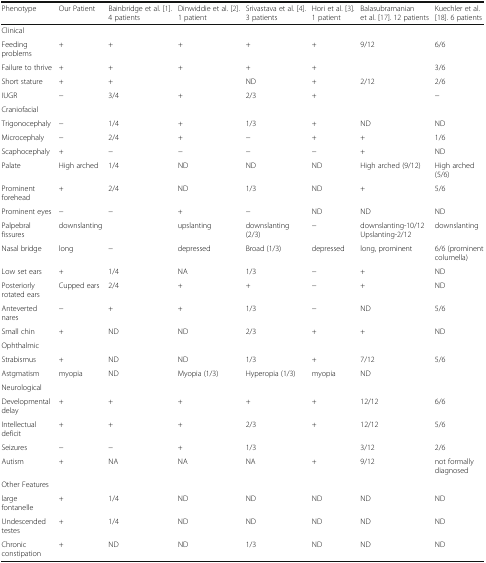 Phenotype Our Patient Bainbridge et al. [1]. 4 patients Dinwiddie et al. [2]. 1 patient Srivastava et al. [4]. 3 patients Hori et al. [3]. 1 patient Balasubramanian et al. [17]. 12 patients Kuechler et al. [18]. 6 patients
Clinical
Feeding problems + + + + + 9/12 6/6
Failure to thrive + + + + + 3/6
Short stature + + ND + 2/12 2/6
IUGR − 3/4 + 2/3 + −
Craniofacial
Trigonocephaly − 1/4 + 1/3 + ND ND
Microcephaly − 2/4 + − + + 1/6
Scaphocephaly + − − − − + ND
Palate High arched 1/4 ND ND ND High arched (9/12) High arched (5/6)
Prominent forehead + 2/4 ND 1/3 ND + 5/6
Prominent eyes − − + − ND ND ND
Palpebral fissures downslanting upslanting downslanting (2/3) − downslanting-10/12 Upslanting-2/12 downslanting
Nasal bridge long − depressed Broad (1/3) depressed long, prominent 6/6 (prominent columella)
Low set ears + 1/4 NA 1/3 − + ND
Posteriorly rotated ears Cupped ears 2/4 + + − + ND
Anteverted nares − + + 1/3 − ND 5/6
Small chin + ND ND 2/3 + + ND
Ophthalmic
Strabismus + ND ND 1/3 + 7/12 5/6
Astgmatism myopia ND Myopia (1/3) Hyperopia (1/3) myopia ND
Neurological
Developmental delay + + + + + 12/12 6/6
Intellectual deficit + + + 2/3 + 12/12 5/6
Seizures − − + 1/3 3/12 2/6
Autism + NA NA NA + 9/12 not formally diagnosed
Other Features
large fontanelle + 1/4 ND ND ND ND ND
Undescended testes + 1/4 ND ND ND ND ND
Chronic constipation + ND ND 1/3 ND ND ND